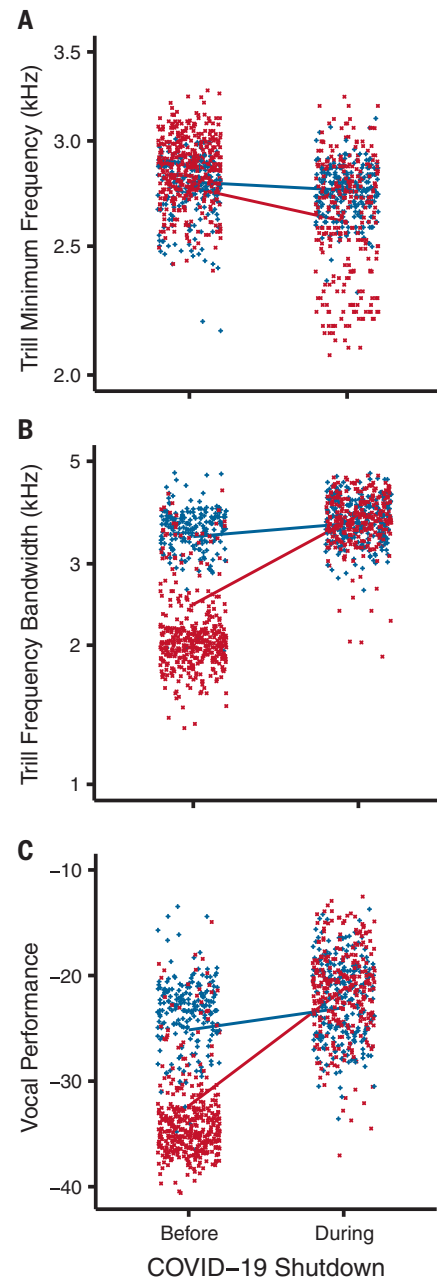 A
Trill Minimum Frequency (kHz)
3.5
3.0
2.5
2.0
B
Trill Frequency Bandwidth (kHz)
5
3
2
1
C
Vocal Performance
−10
−20
−30
−40
Before During
COVID−19 Shutdown